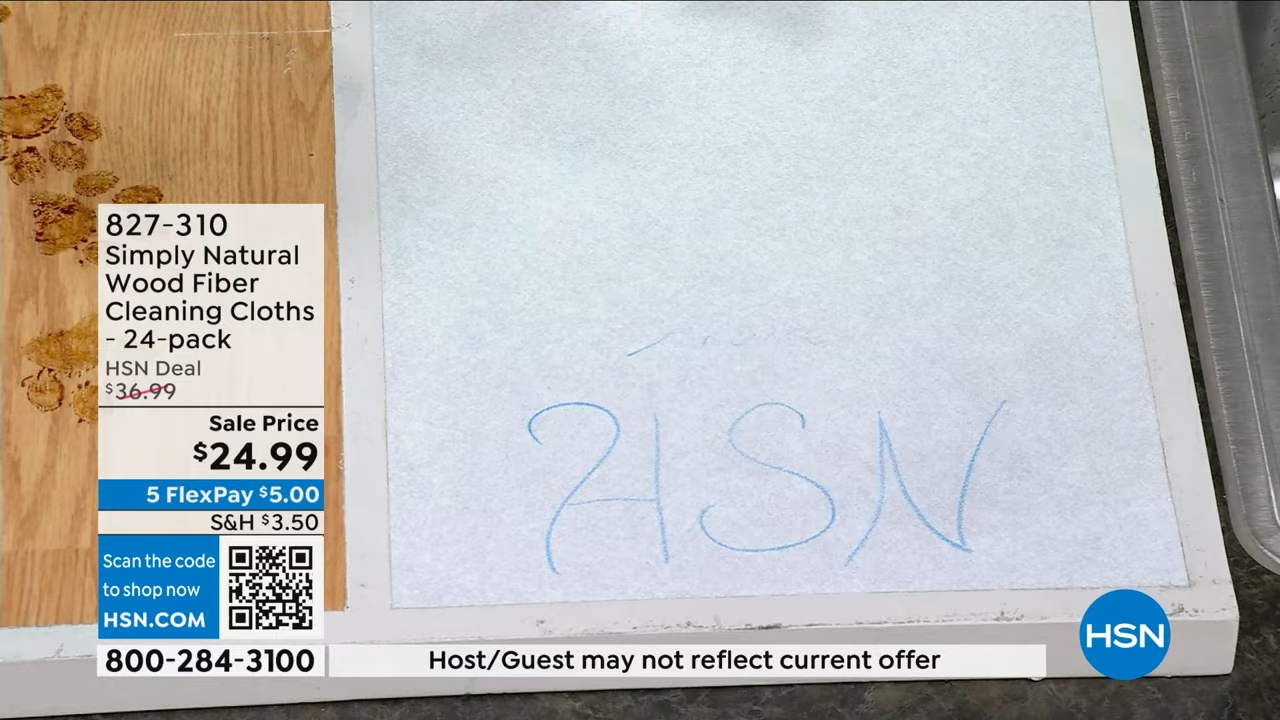 827-310
Simply Natural
Wood Fiber
Cleaning Cloths
- 24-pack
HSN Deal
$36.99
Sale Price
$24.99
5 FlexPay $5.00
S&H $3.50
Scan the code
to shop now
HSN.COM
800-284-3100
Host/Guest may not reflect current offer
HSN
HSN